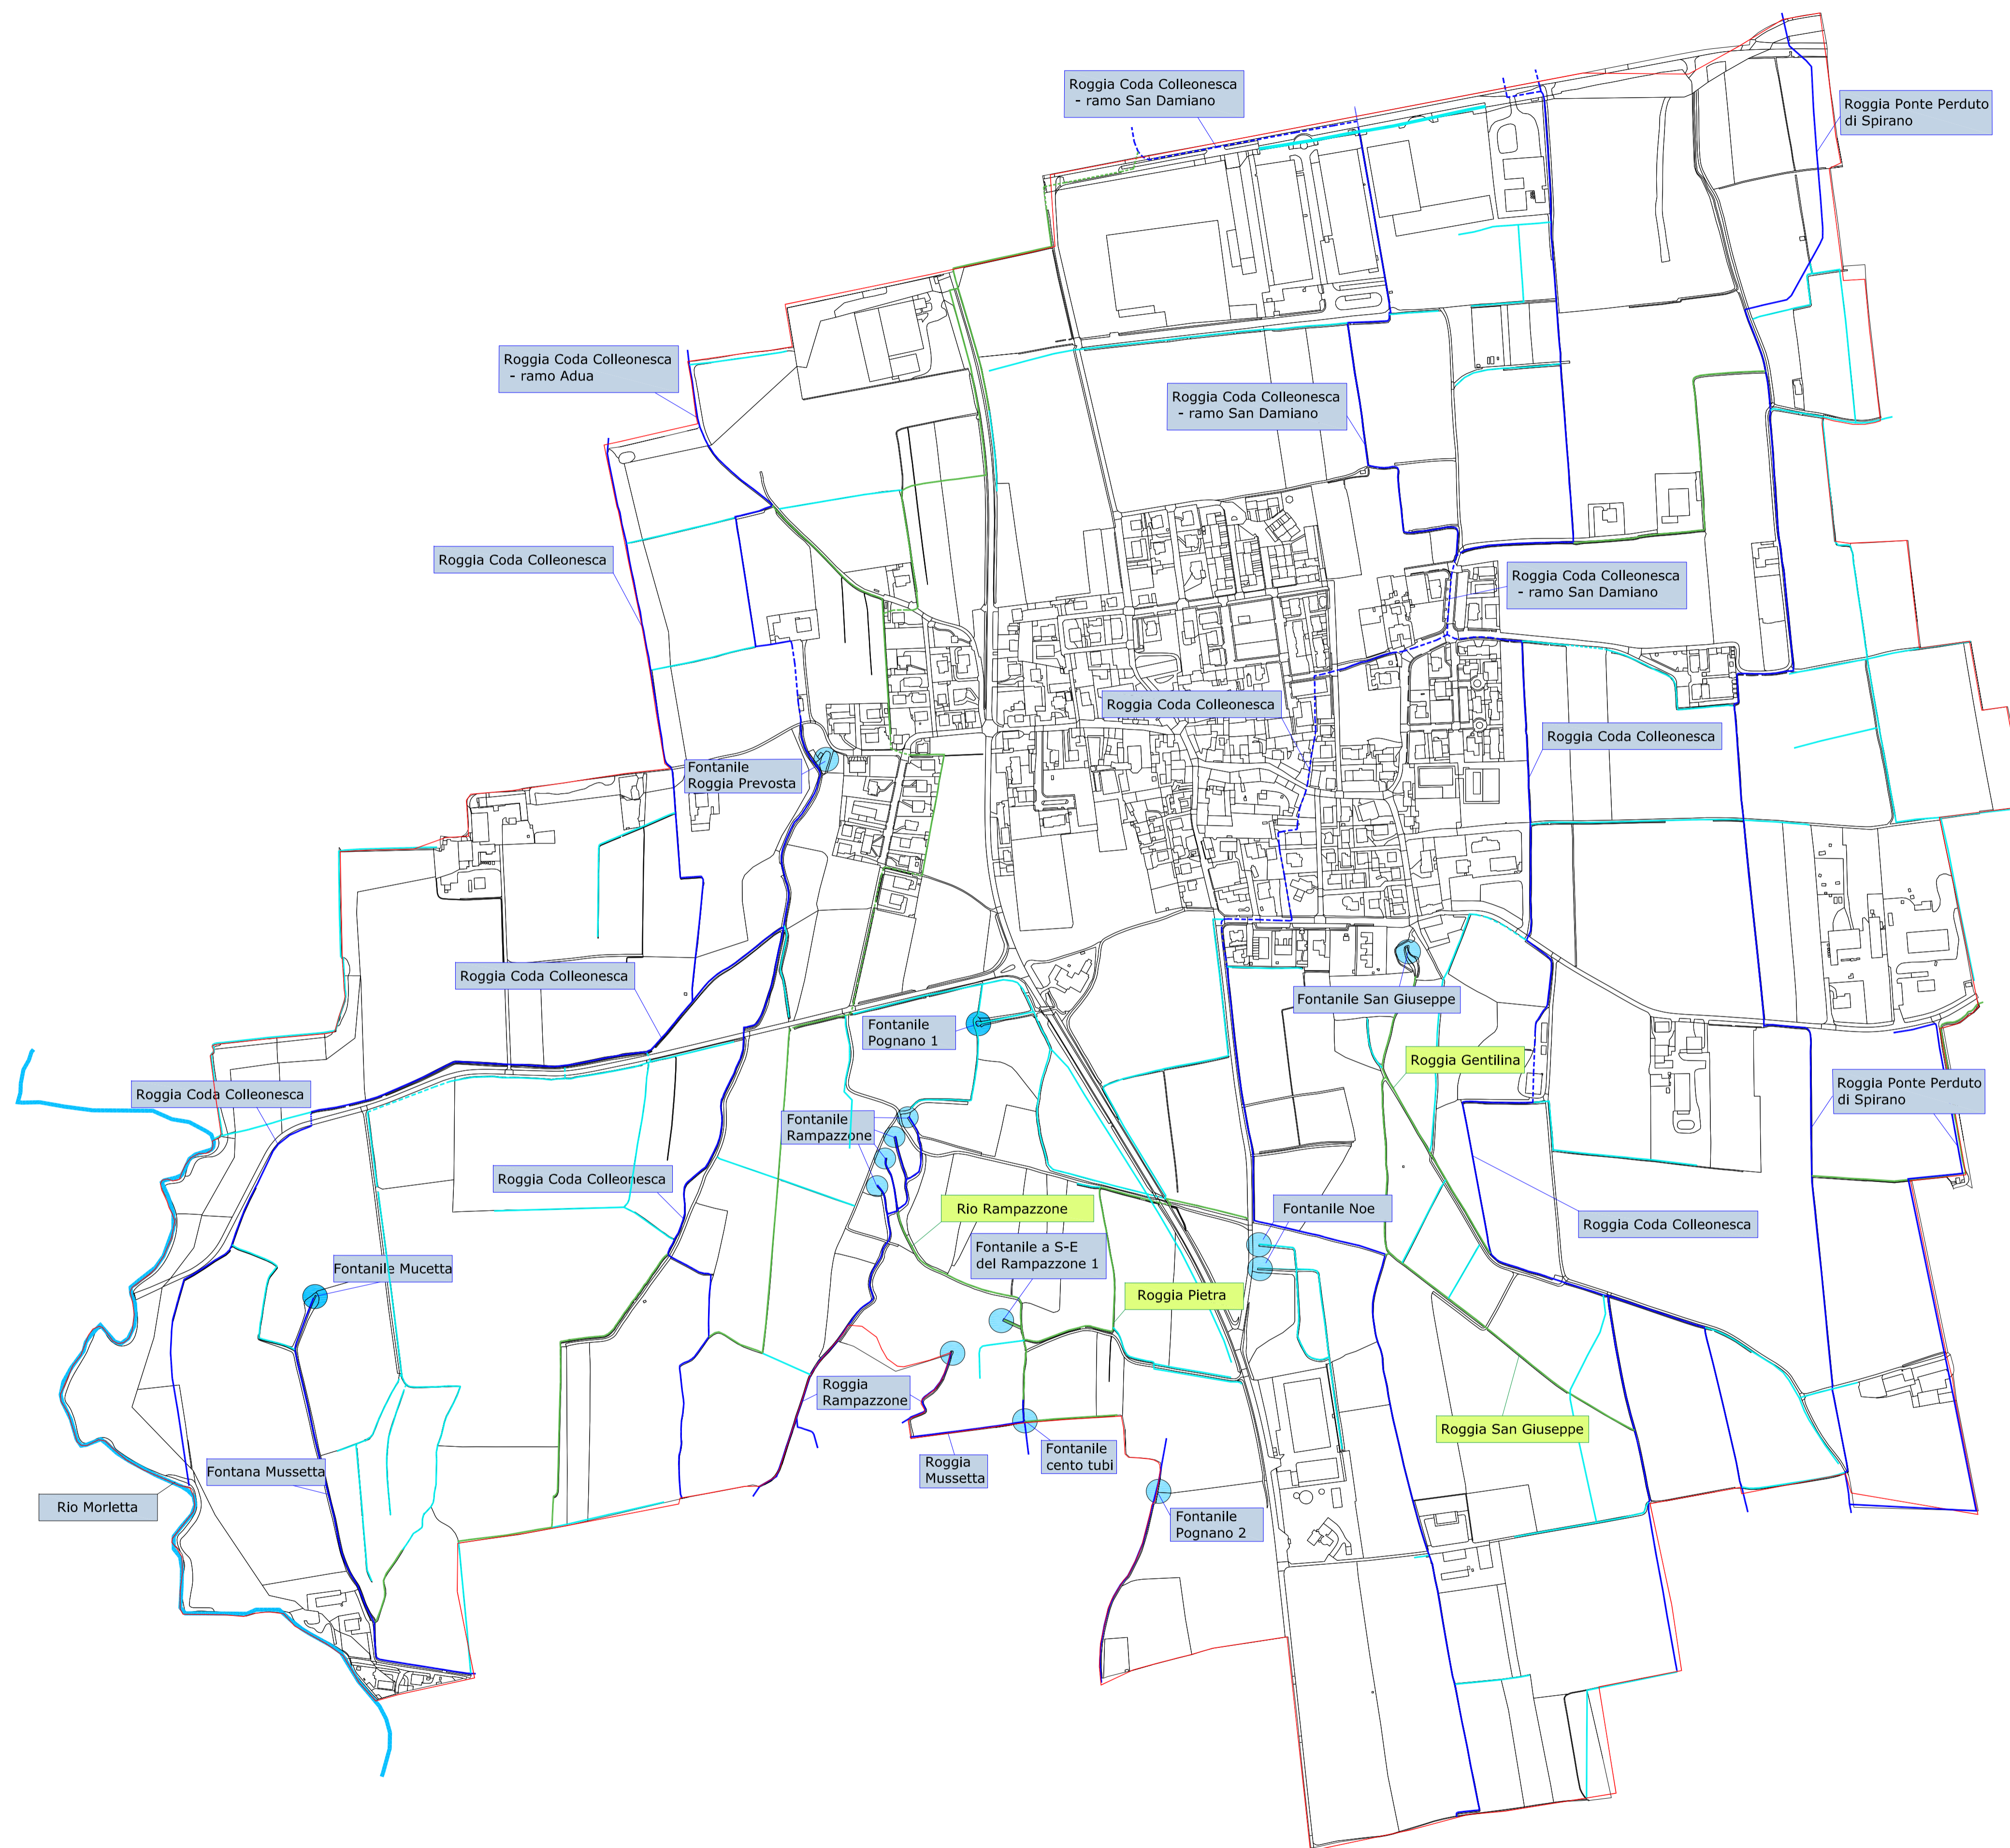 Roggia Coda Colleonesca
- ramo San Damiano
Roggia Ponte Perduto
di Spirano
Roggia Coda Colleonesca
- ramo Adua
Roggia Coda Colleonesca
- ramo San Damiano
Roggia Coda Colleonesca
Roggia Coda Colleonesca
- ramo San Damiano
Roggia Coda Colleonesca
Roggia Coda Colleonesca
Fontanile
Roggia Prevosta
Roggia Coda Colleonesca
Fontanile San Giuseppe
Fontanile
Pognano 1
Roggia Gentilina
Roggia Coda Colleonesca
Roggia Ponte Perduto
di Spirano
Fontanile
Rampazzone
Roggia Coda Colleonesca
Rio Rampazzone
Fontanile Noe
Roggia Coda Colleonesca
Fontanile a S-E
del Rampazzone 1
Fontanile Mucetta
Roggia Pietra
Roggia
Rampazzone
Roggia San Giuseppe
Fontanile
cento tubi
Roggia
Mussetta
Fontana Mussetta
Rio Morletta
Fontanile
Pognano 2